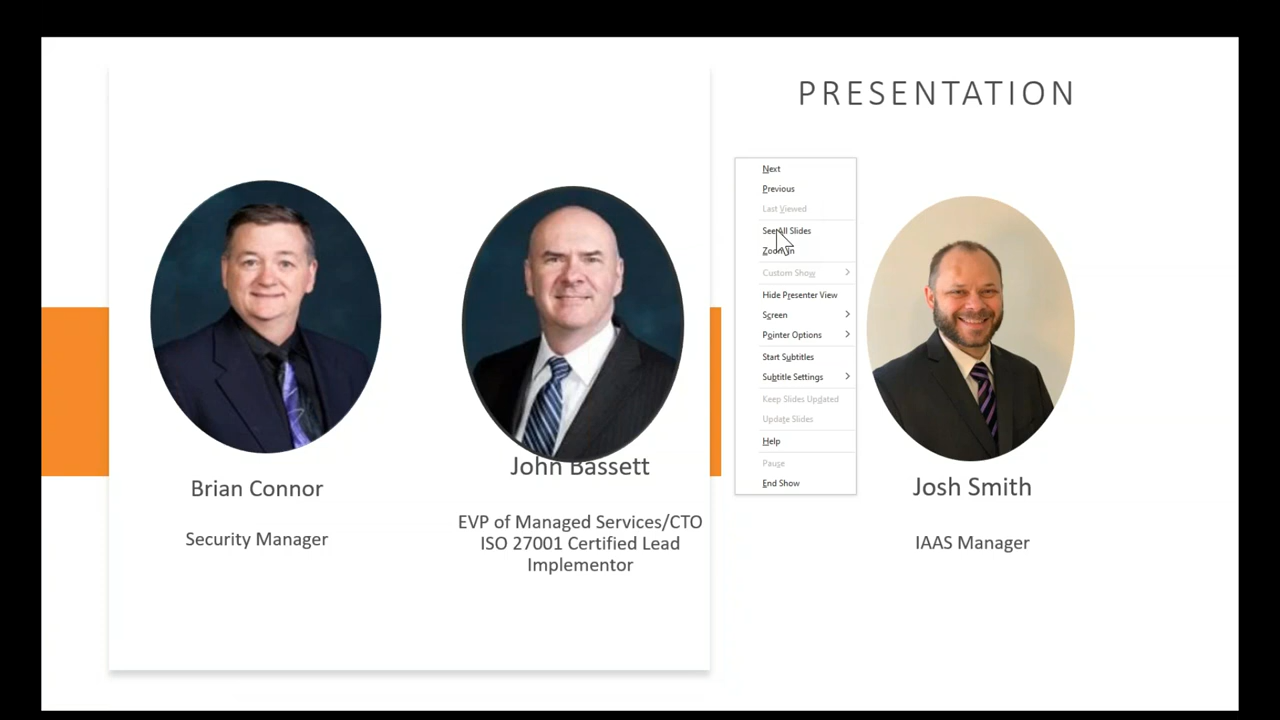 PRESENTATION
Next
Previous
Last Viewed
See All Slides
Zoom In
Custom Show
Hide Presenter View
Screen
Pointer Options
Start Subtitles
Subtitle Settings
Keep Slides Updated
Update Slides
Help
Pause
End Show
Brian Connor
Security Manager
John Bassett
EVP of Managed Services/CTO
ISO 27001 Certified Lead
Implementor
Josh Smith
IAAS Manager